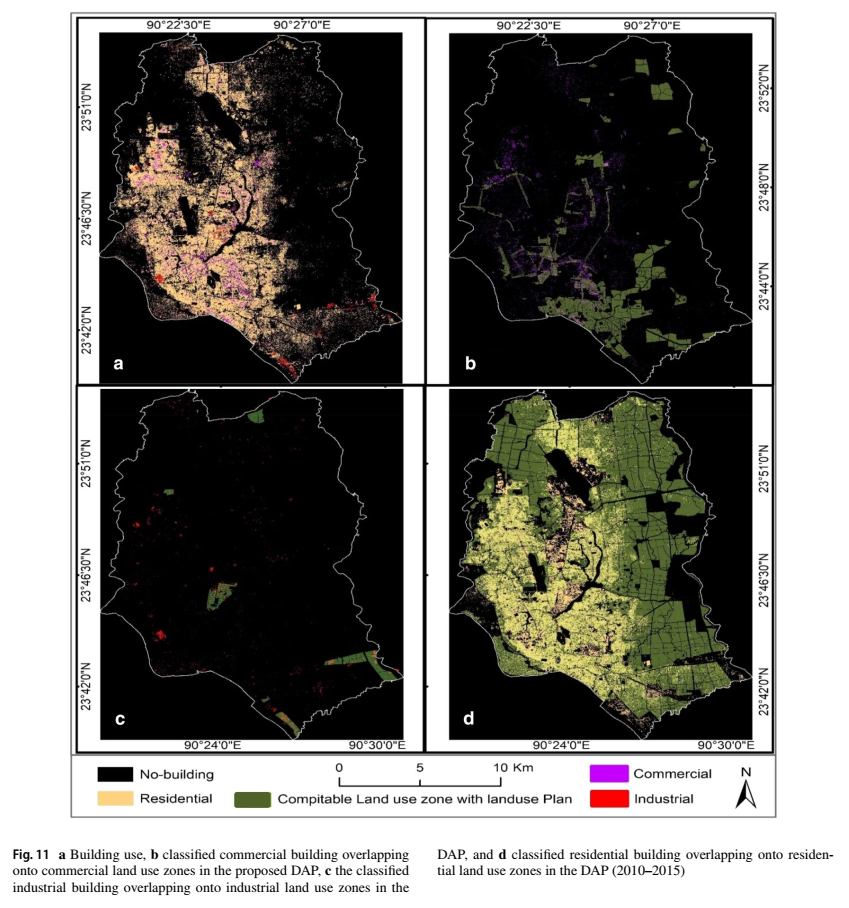 90°22'30"E 90°27'0"E 90°22'30"E 90°27'0"E
23°51'0"N
23°46'30"N
23°42'0"N
a
23°52'0"N
23°48'0"N
23°44'0"N
b
23°51'0"N
23°46'30"N
23°42'0"N
c
23°51'0"N
23°46'30"N
23°42'0"N
d
90°24'0"E 90°30'0"E 90°24'0"E 90°30'0"E
No-building
0 5 10 Km
Commercial
N
Residential
Compitable Land use zone with landuse Plan
Industrial
Fig. 11 a Building use, b classified commercial building overlapping
onto commercial land use zones in the proposed DAP, c the classified
industrial building overlapping onto industrial land use zones in the
DAP, and d classified residential building overlapping onto residen-
tial land use zones in the DAP (2010–2015)